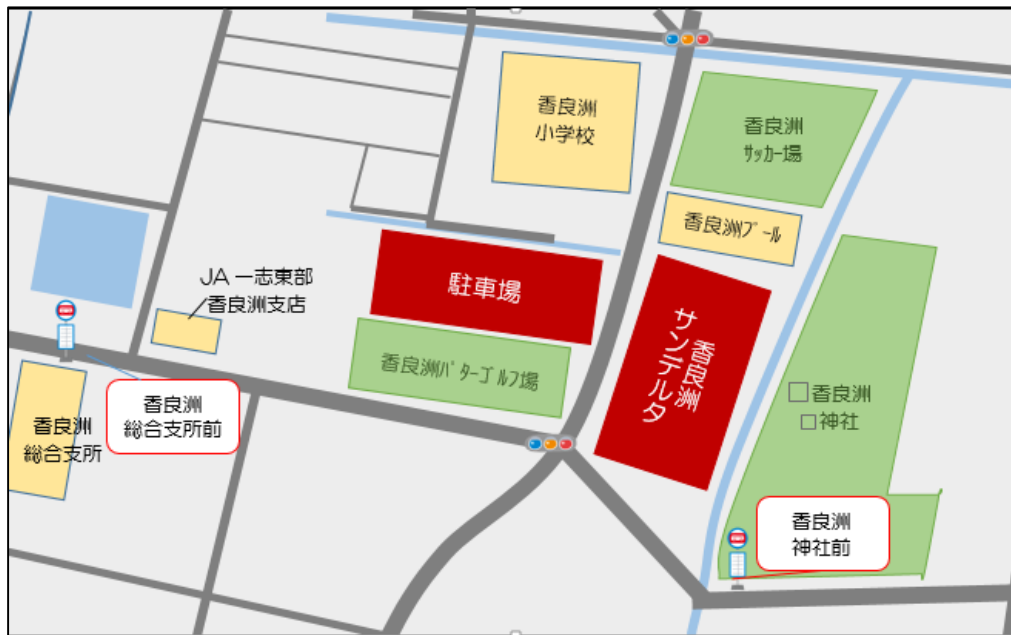 香良洲
小学校
香良洲
ｻｯｶｰ場
香良洲ﾌﾟｰﾙ
JA 一志東部
香良洲支店
駐車場
香良洲ﾊﾟﾀｰｺﾞﾙﾌ場
香良洲
サンデルタ
□香良洲
□神社
香良洲
総合支所前
香良洲
総合支所
香良洲
神社前